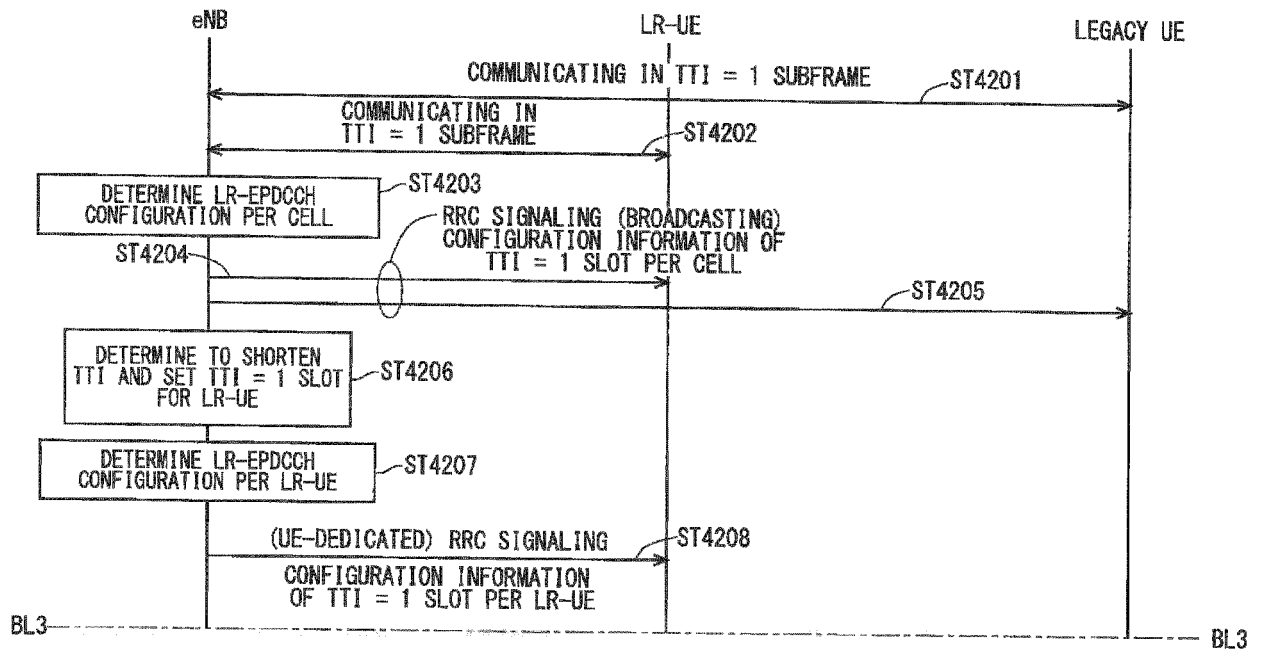 eNB
LR-UE
LEGACY UE
COMMUNICATING IN TTI = 1 SUBFRAME
ST4201
COMMUNICATING IN
TTI = 1 SUBFRAME
ST4202
DETERMINE LR-EPDCCH
CONFIGURATION PER CELL
ST4203
RRC SIGNALING (BROADCASTING)
CONFIGURATION INFORMATION OF
TTI = 1 SLOT PER CELL
ST4204
ST4205
DETERMINE TO SHORTEN
TTI AND SET TTI = 1 SLOT
FOR LR-UE
ST4206
DETERMINE LR-EPDCCH
CONFIGURATION PER LR-UE
ST4207
(UE-DEDICATED) RRC SIGNALING
ST4208
CONFIGURATION INFORMATION
OF TTI = 1 SLOT PER LR-UE
BL3
BL3